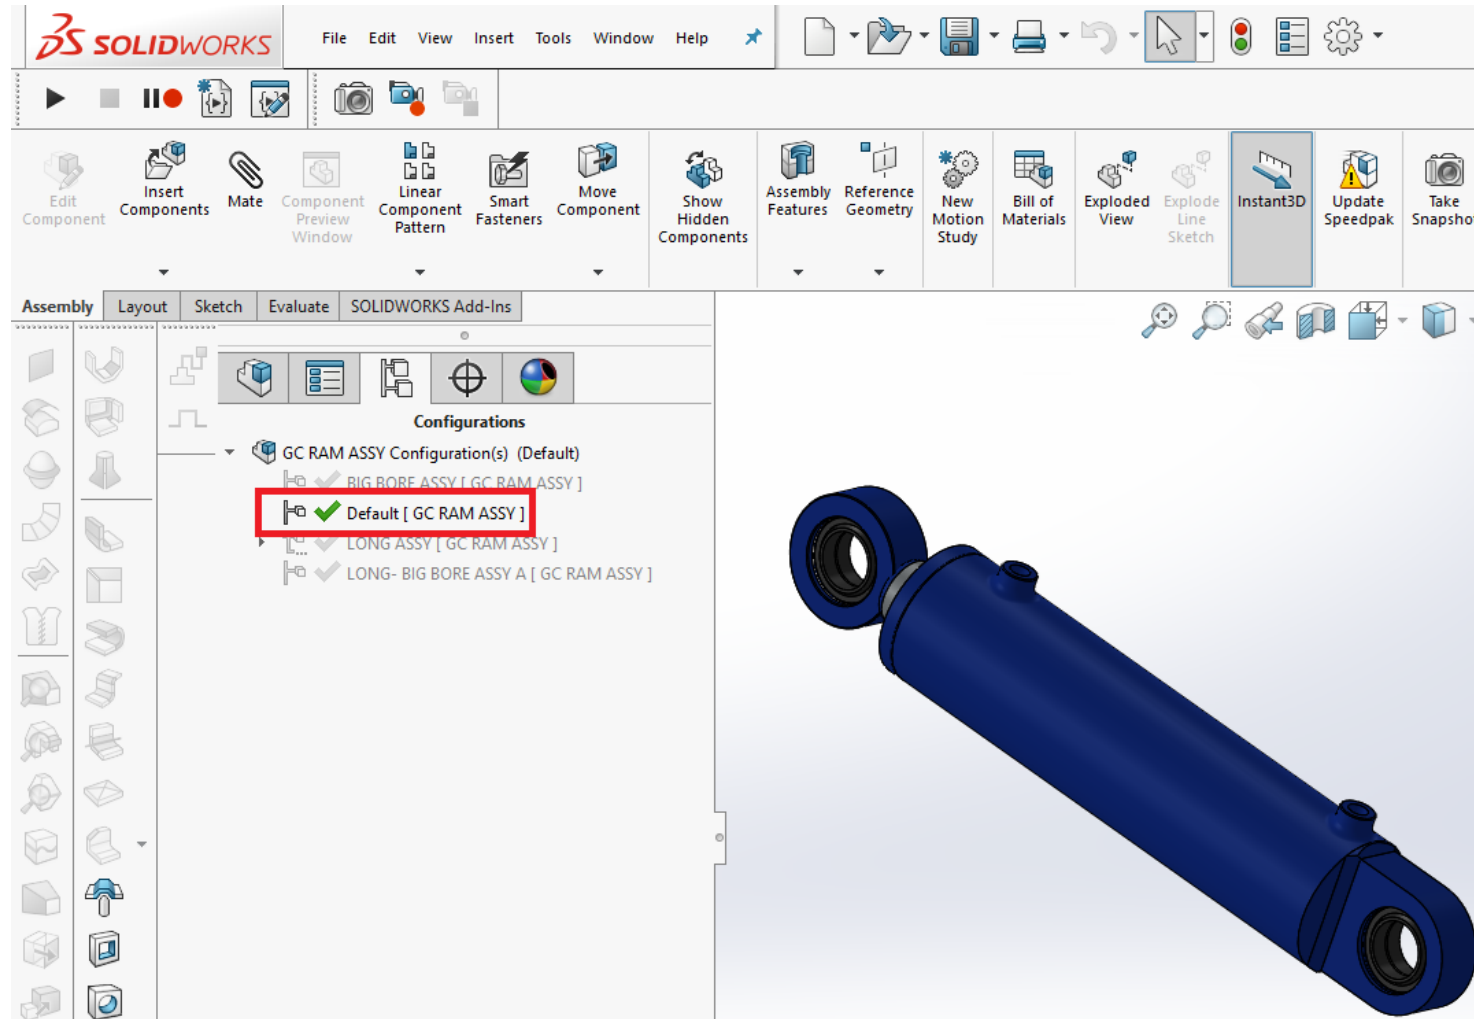 SOLIDWORKS File Edit View Insert Tools Window Help
Edit Component
Insert Components
Mate
Component Preview Window
Linear Component Pattern
Smart Fasteners
Move Component
Show Hidden Components
Assembly Features
Reference Geometry
New Motion Study
Bill of Materials
Exploded View
Explode Line Sketch
Instant3D
Update Speedpak
Take Snapsho
Assembly Layout Sketch Evaluate SOLIDWORKS Add-Ins
Configurations
GC RAM ASSY Configuration(s) (Default)
BIG BORE ASSY [ GC RAM ASSY ]
Default [ GC RAM ASSY ]
LONG ASSY [ GC RAM ASSY ]
LONG- BIG BORE ASSY A [ GC RAM ASSY ]